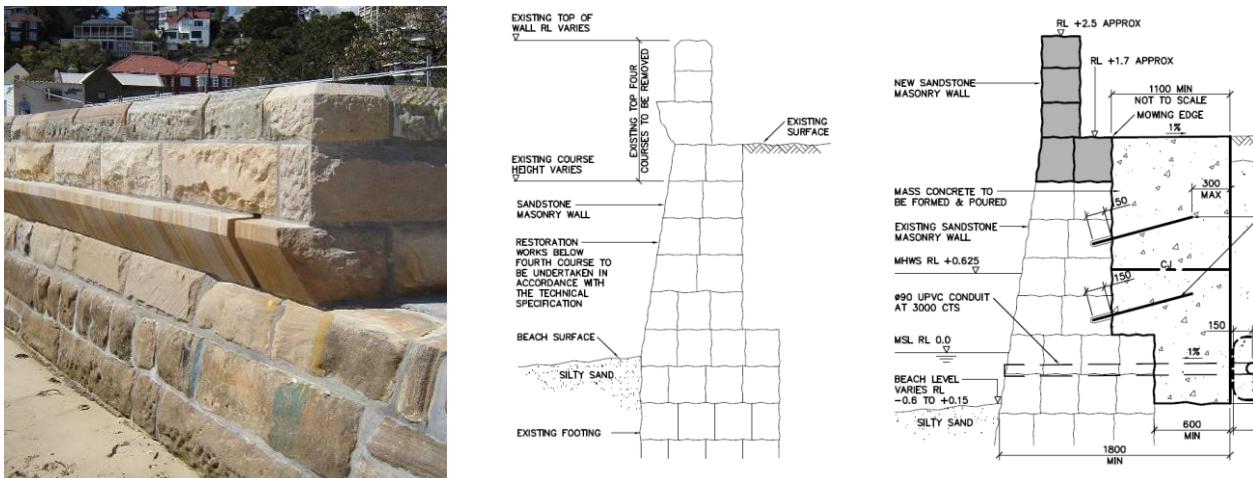 EXISTING TOP OF
WALL RL VARIES
EXISTING TOP FOUR
COURSES TO BE REMOVED
EXISTING
SURFACE
EXISTING COURSE
HEIGHT VARIES
SANDSTONE
MASONRY WALL
RESTORATION
WORKS BELOW
FOURTH COURSE TO
BE UNDERTAKEN IN
ACCORDANCE WITH
THE TECHNICAL
SPECIFICATION
BEACH SURFACE
SILTY SAND
EXISTING FOOTING
RL +2.5 APPROX
RL +1.7 APPROX
NEW SANDSTONE
MASONRY WALL
1100 MIN
NOT TO SCALE
MOWING EDGE
1%
MASS CONCRETE TO
BE FORMED & POURED
300
MAX
150
EXISTING SANDSTONE
MASONRY WALL
MHWS RL +0.625
CJ
150
ø90 UPVC CONDUIT
AT 3000 CTS
150
MSL RL 0.0
1%
BEACH LEVEL
VARIES RL
-0.6 TO +0.15
SILTY SAND
600
MIN
1800
MIN